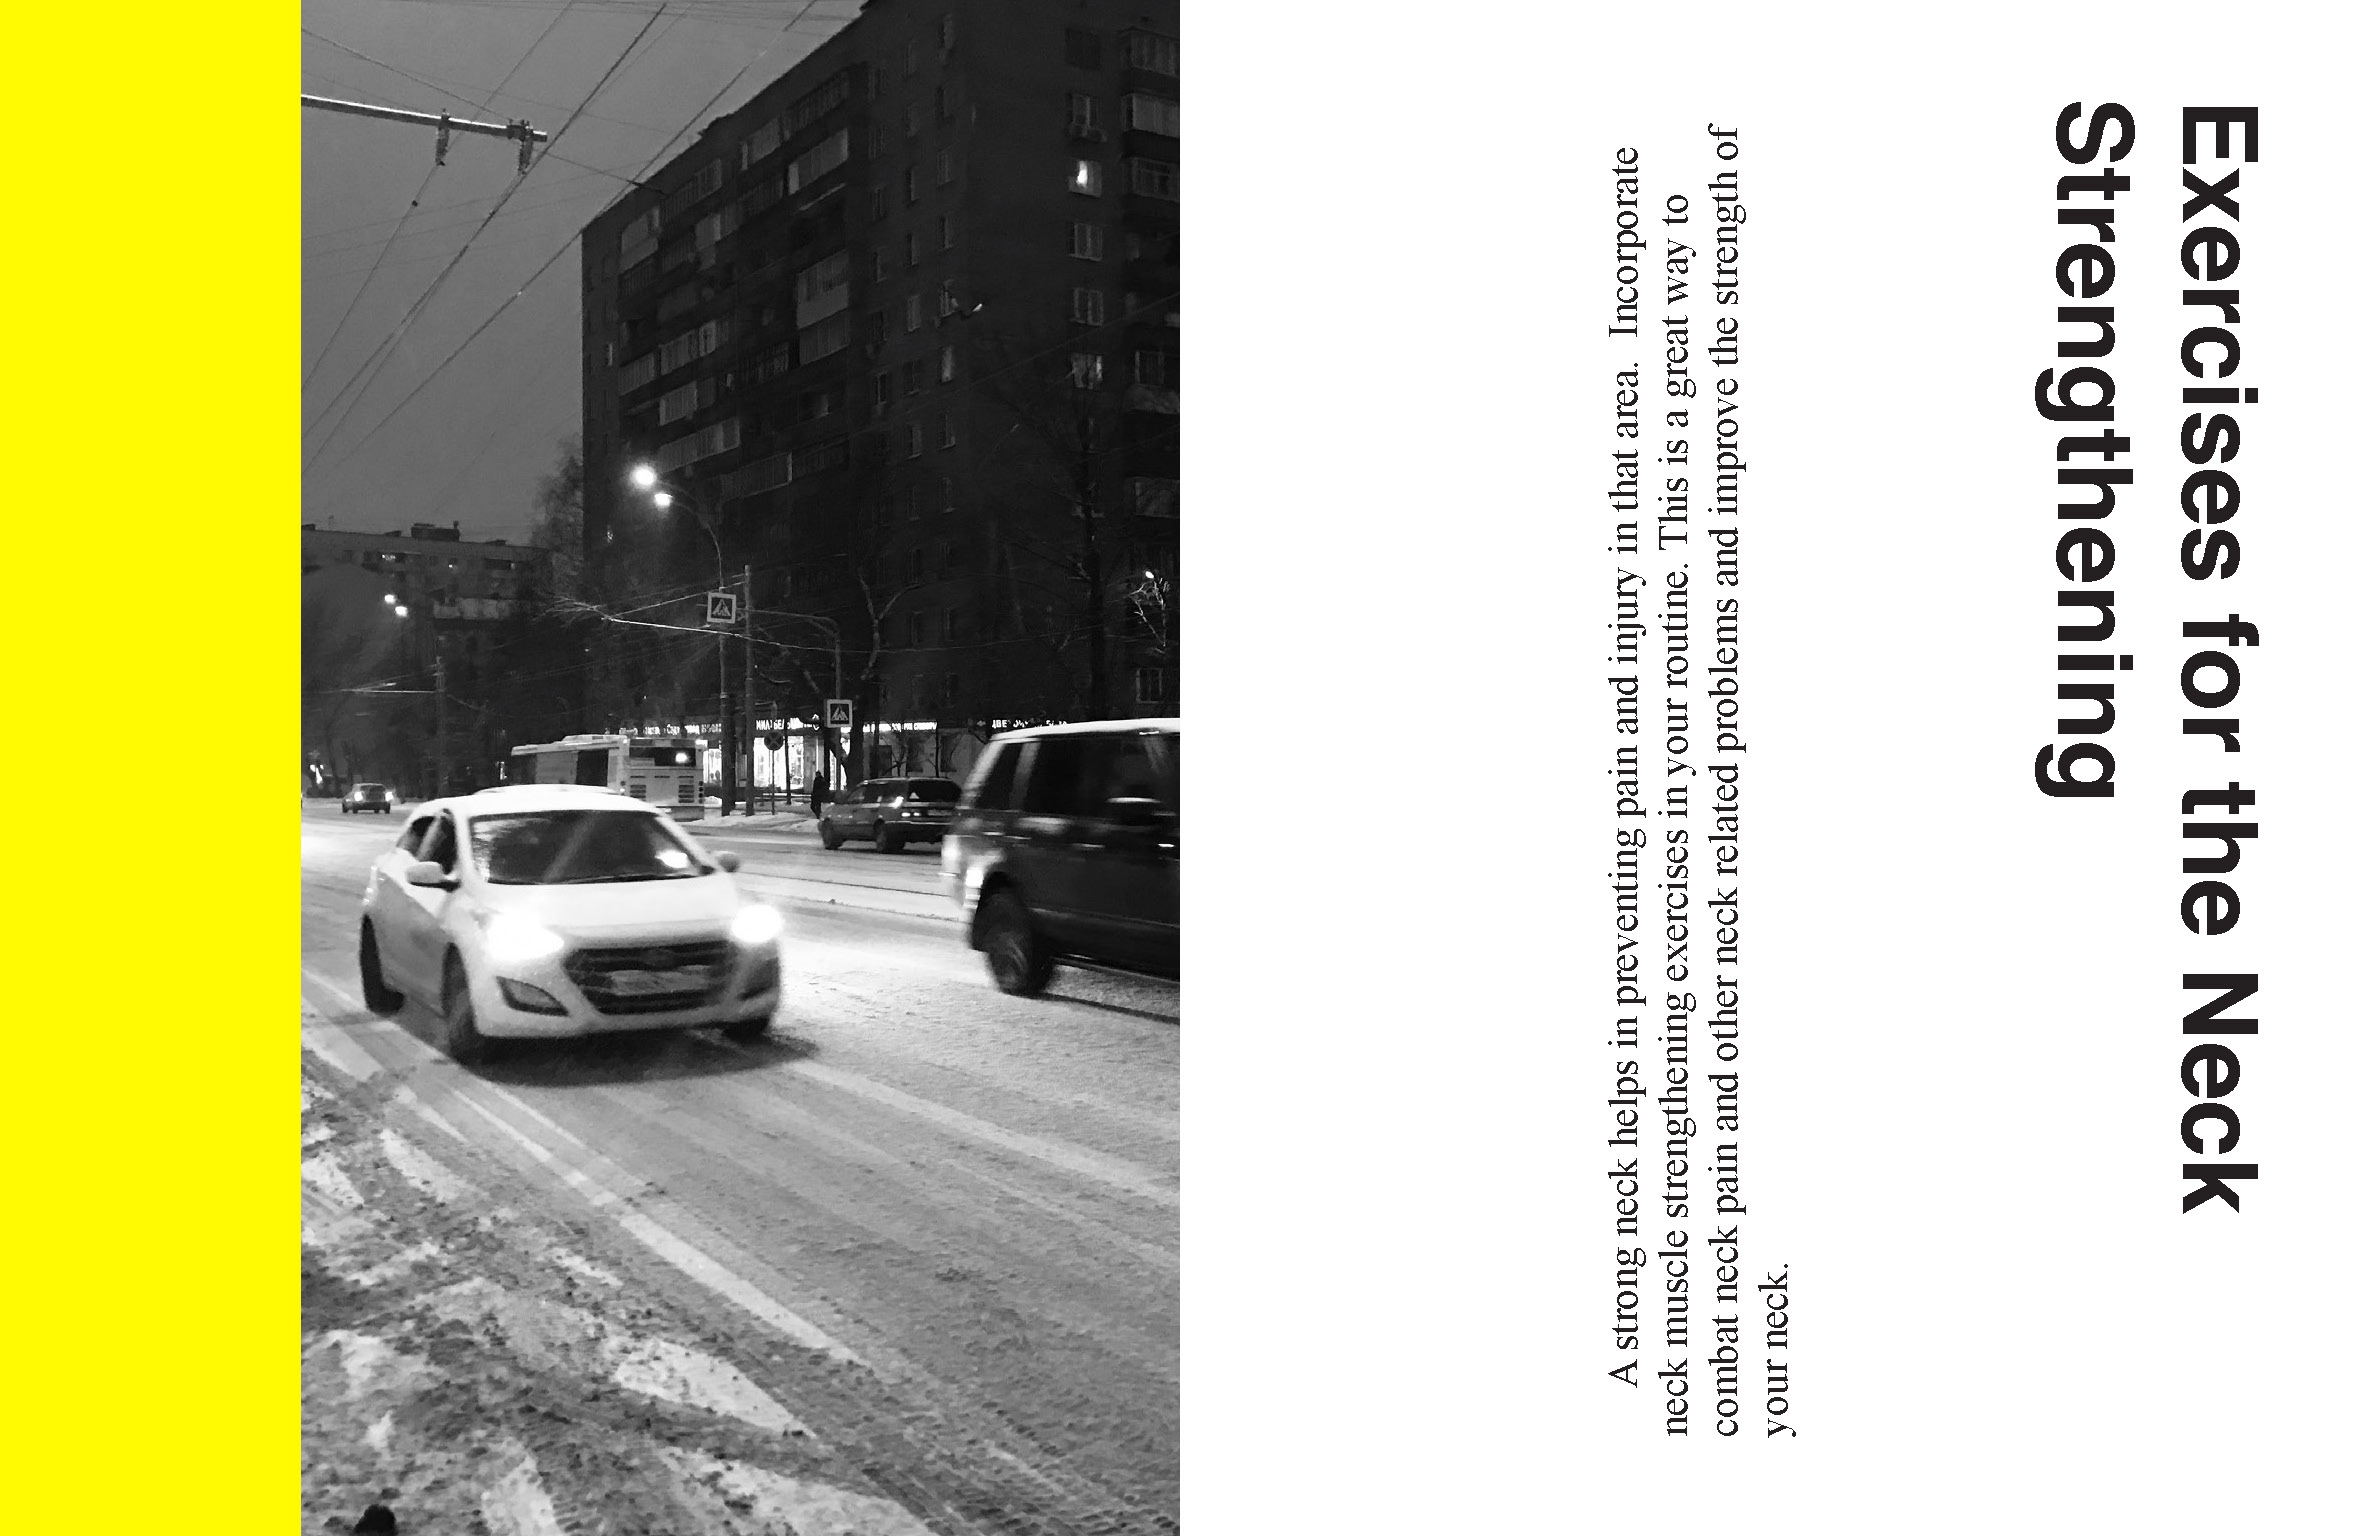 Exercises for the Neck
Strengthening
A strong neck helps in preventing pain and injury in that area.  Incorporate
neck muscle strengthening exercises in your routine. This is a great way to
combat neck pain and other neck related problems and improve the strength of
your neck.